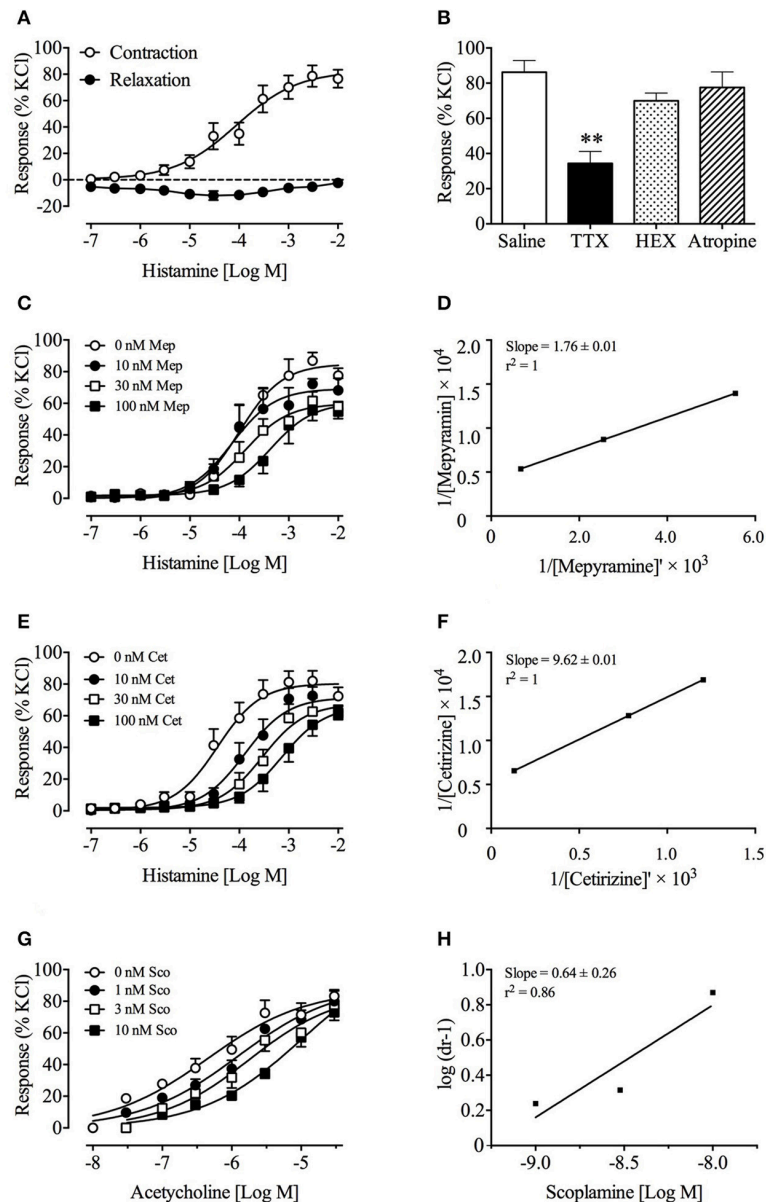 A
Response (% KCl)
Contraction
Relaxation
100
80
60
40
20
0
-20
-7 -6 -5 -4 -3 -2
Histamine [Log M]
B
Response (% KCl)
100
80
60
40
20
0
**
Saline TTX HEX Atropine
C
Response (% KCl)
100
80
60
40
20
0
0 nM Mep
10 nM Mep
30 nM Mep
100 nM Mep
-7 -6 -5 -4 -3 -2
Histamine [Log M]
D
1/[Mepyramin] × 10⁴
2.0
1.5
1.0
0.5
0
Slope = 1.76 ± 0.01
r² = 1
0 2.0 4.0 6.0
1/[Mepyramine]' × 10³
E
Response (% KCl)
100
80
60
40
20
0
0 nM Cet
10 nM Cet
30 nM Cet
100 nM Cet
-7 -6 -5 -4 -3 -2
Histamine [Log M]
F
1/[Cetirizine] × 10⁴
2.0
1.5
1.0
0.5
0
Slope = 9.62 ± 0.01
r² = 1
0 0.5 1.0 1.5
1/[Cetirizine]' × 10³
G
Response (% KCl)
100
80
60
40
20
0
0 nM Sco
1 nM Sco
3 nM Sco
10 nM Sco
-8 -7 -6 -5
Acetycholine [Log M]
H
log (dr-1)
1.0
0.8
0.6
0.4
0.2
0
Slope = 0.64 ± 0.26
r² = 0.86
-9.0 -8.5 -8.0
Scoplamine [Log M]